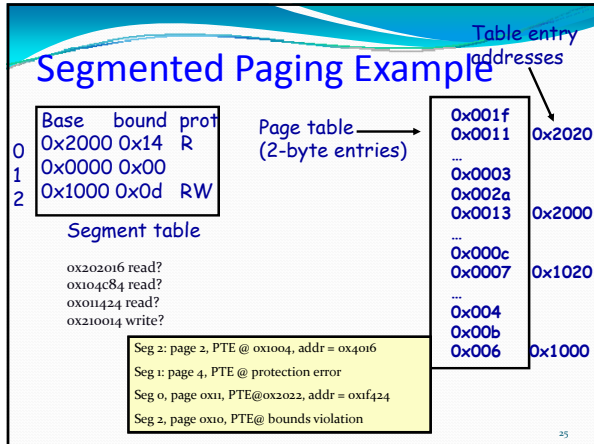 Table entry
addresses
Segmented Paging Example
Base bound prot
0 0x2000 0x14 R
1 0x0000 0x00
2 0x1000 0x0d RW
Segment table
Page table
(2-byte entries)
0x001f
0x0011 0x2020
...
0x0003
0x002a
0x0013 0x2000
...
0x000c
0x0007 0x1020
...
0x004
0x00b
0x006 0x1000
0x202016 read?
0x104c84 read?
0x011424 read?
0x210014 write?
Seg 2: page 2, PTE @ 0x1004, addr = 0x4016
Seg 1: page 4, PTE @ protection error
Seg 0, page 0x11, PTE@0x2022, addr = 0x1f424
Seg 2, page 0x10, PTE@ bounds violation
25